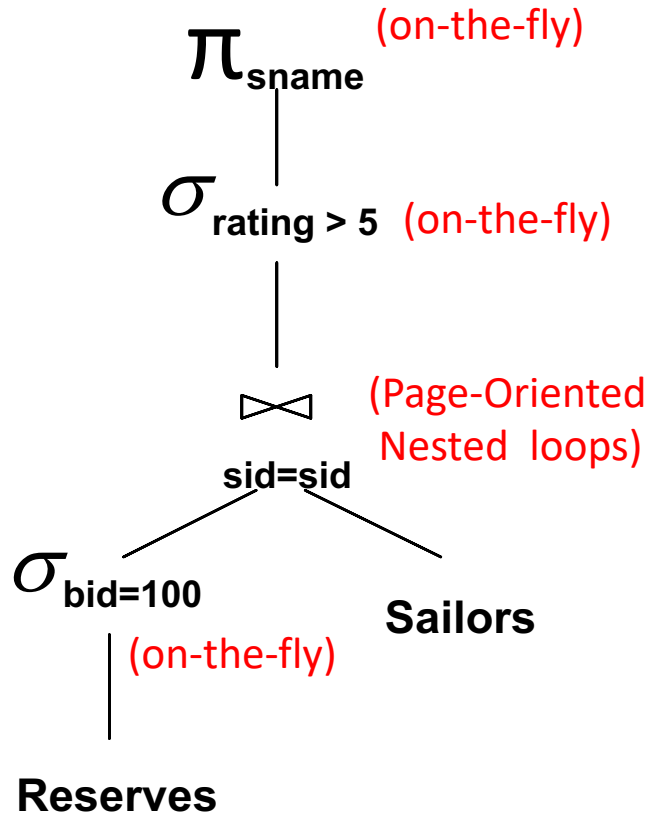 π sname (on-the-fly)
σ rating > 5 (on-the-fly)
(Page-Oriented
Nested loops)
sid=sid
σ bid=100
Sailors
(on-the-fly)
Reserves